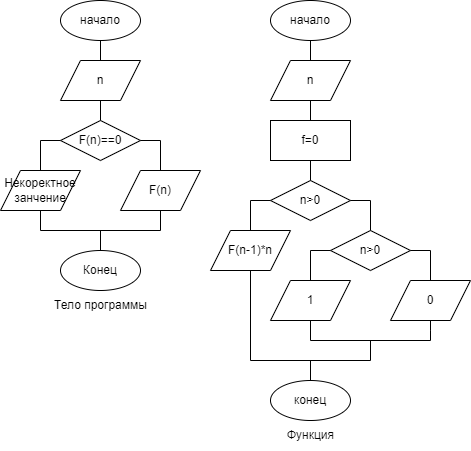 начало
n
F(n)==0
Некоректное
занчение
F(n)
Конец
Тело программы
начало
n
f=0
n>0
F(n-1)*n
n>0
1
0
конец
Функция